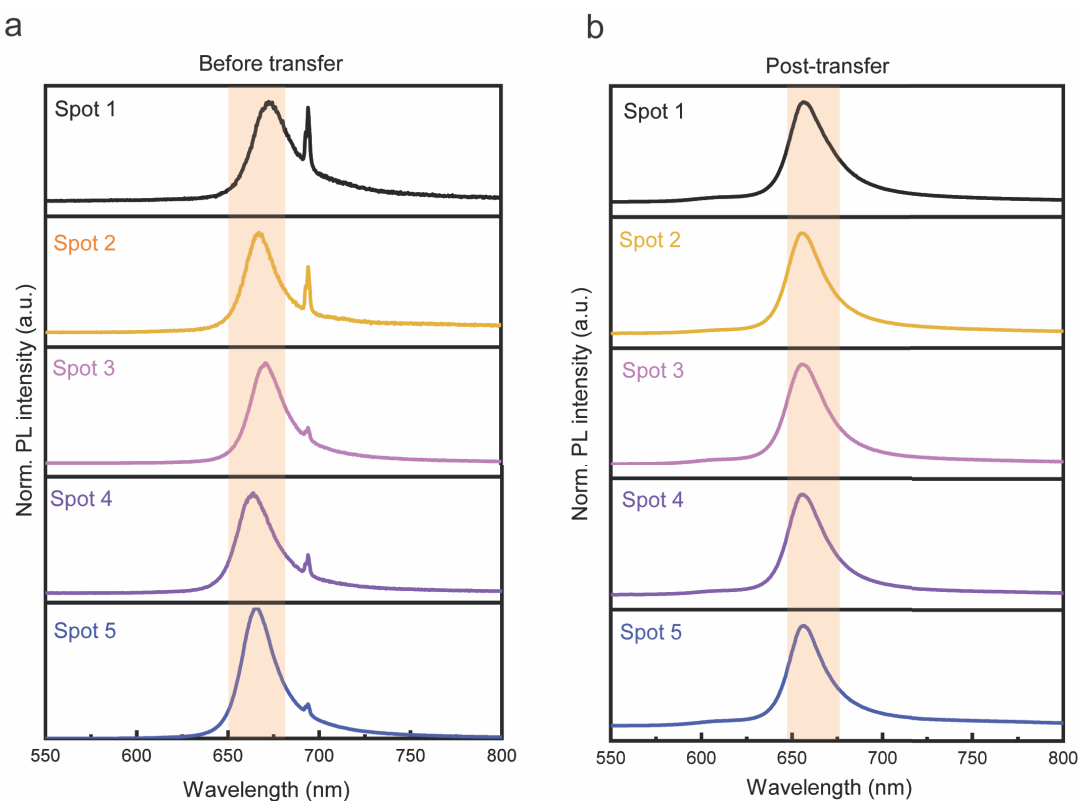 a
Before transfer
Norm. PL intensity (a.u.)
Spot 1
Spot 2
Spot 3
Spot 4
Spot 5
550 600 650 700 750 800
Wavelength (nm)
b
Post-transfer
Norm. PL intensity (a.u.)
Spot 1
Spot 2
Spot 3
Spot 4
Spot 5
550 600 650 700 750 800
Wavelength (nm)